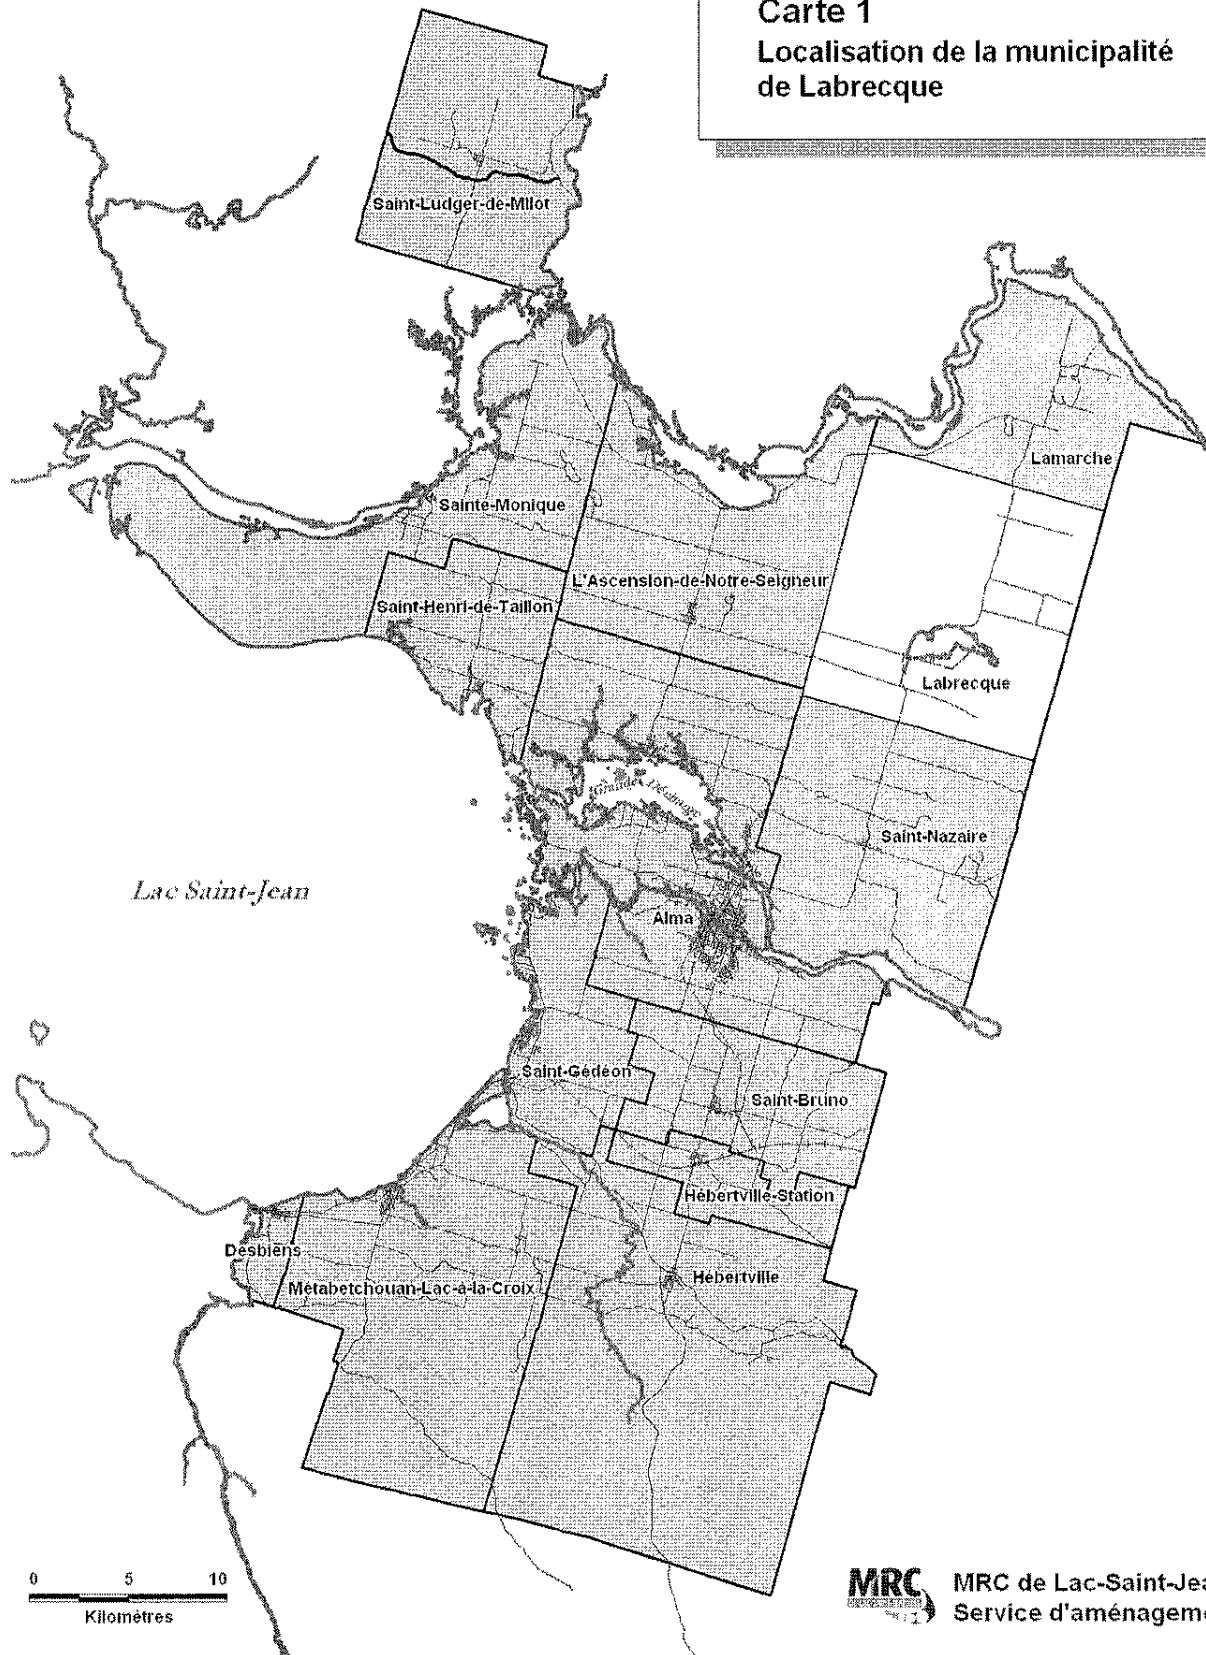 Carte 1
Localisation de la municipalité
de Labrecque
Saint-Ludger-de-Milot
Lamarche
Sainte-Monique
L'Ascension-de-Notre-Seigneur
Saint-Henri-de-Taillon
Labrecque
Grande Décharge
Saint-Nazaire
Lac Saint-Jean
Alma
Saint-Gédéon
Saint-Bruno
Hébertville-Station
Desbiens
Métabetchouan-Lac-à-la-Croix
Hébertville
0 5 10
Kilomètres
MRC
MRC de Lac-Saint-Jea
Service d'aménageme